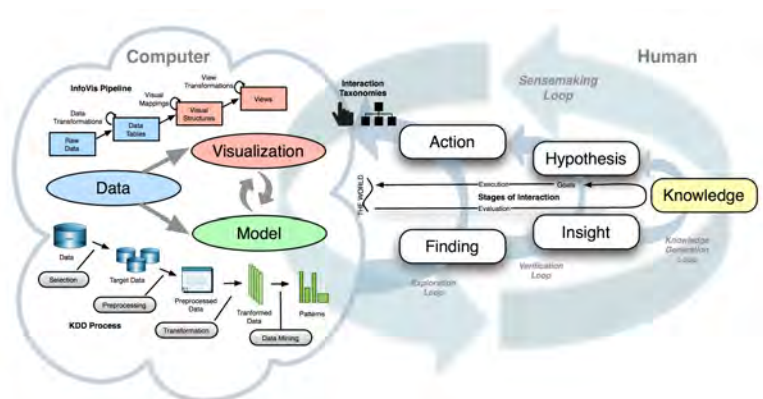 Computer
Human
InfoVis Pipeline
Data
Transformations
Visual
Mappings
View
Transformations
Raw
Data
Data
Tables
Visual
Structures
Views
Interaction
Taxonomies
Sensemaking
Loop
Visualization
Data
Model
Action
Hypothesis
THE WORLD
Execution
Goals
Stages of Interaction
Evaluation
Knowledge
Finding
Insight
Exploration
Loop
Verification
Loop
Knowledge
Generation
Loop
Data
Selection
Target Data
Preprocessing
Preprocessed
Data
Transformation
Tranformed
Data
Data Mining
Patterns
KDD Process